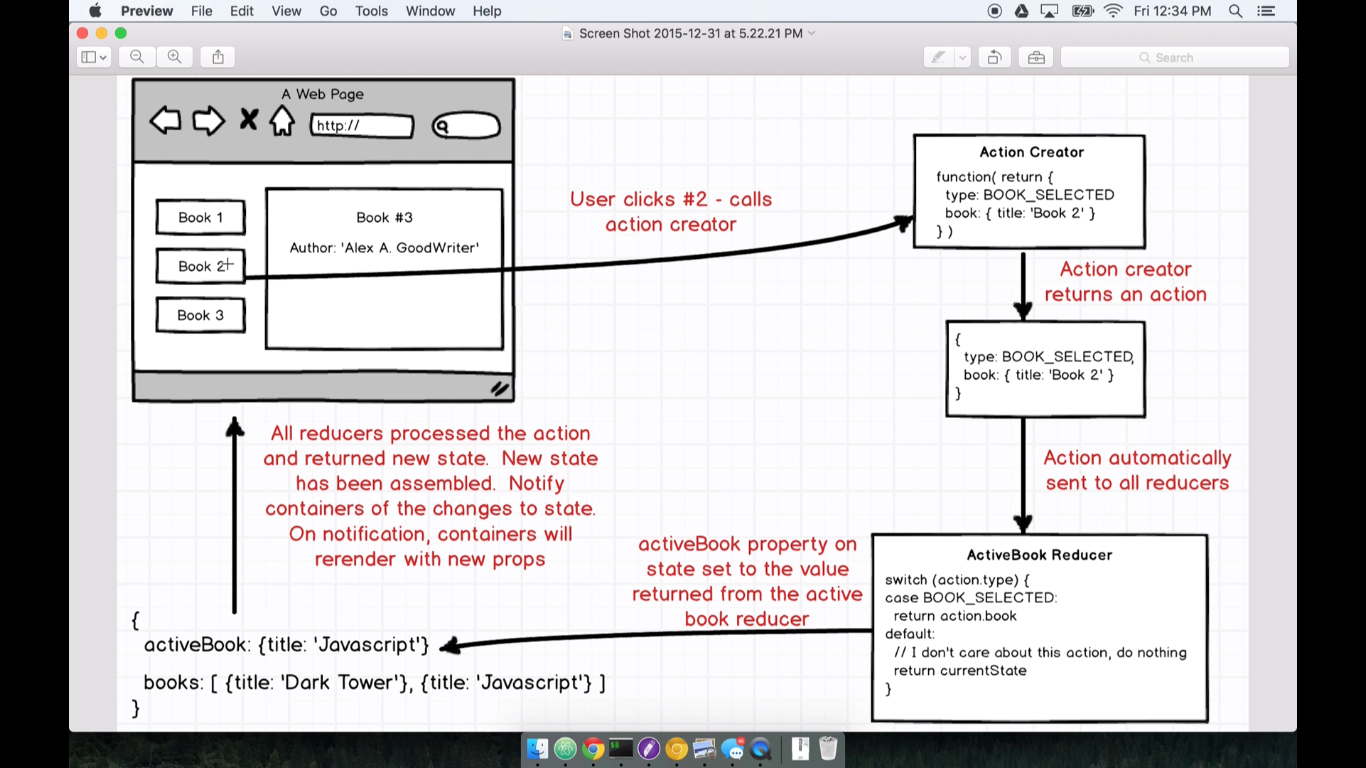 Preview File Edit View Go Tools Window Help Fri 12:34 PM
Screen Shot 2015-12-31 at 5.22.21 PM
Search
A Web Page
http://
Book 1
Book 2
Book 3
Book #3
Author: 'Alex A. GoodWriter'
User clicks #2 - calls
action creator
Action Creator
function( return {
type: BOOK_SELECTED
book: { title: 'Book 2' }
} )
Action creator
returns an action
{
type: BOOK_SELECTED,
book: { title: 'Book 2' }
}
Action automatically
sent to all reducers
ActiveBook Reducer
switch (action.type) {
case BOOK_SELECTED:
return action.book
default:
// I don't care about this action, do nothing
return currentState
}
activeBook property on
state set to the value
returned from the active
book reducer
All reducers processed the action
and returned new state. New state
has been assembled. Notify
containers of the changes to state.
On notification, containers will
rerender with new props
{
activeBook: {title: 'Javascript'}
books: [ {title: 'Dark Tower'}, {title: 'Javascript'} ]
}